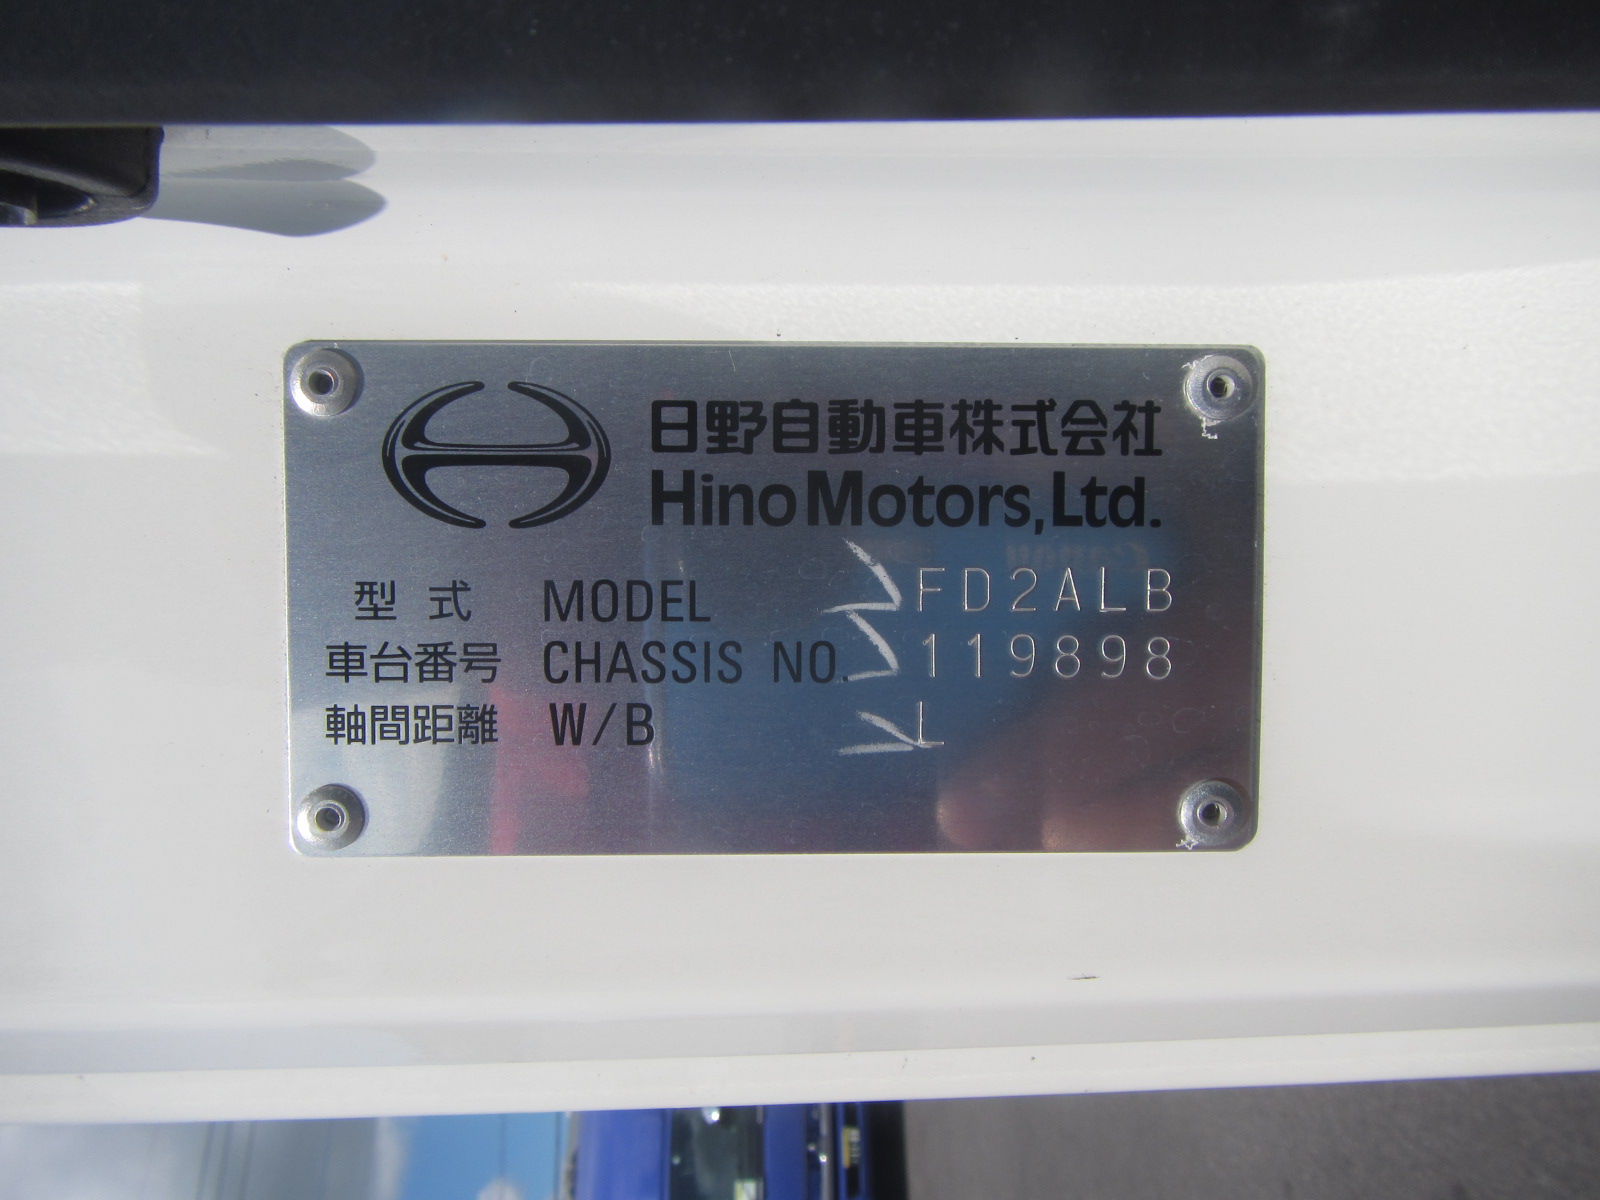 日野自動車株式会社
Hino Motors, Ltd.
型式 MODEL FD2ALB
車台番号 CHASSIS NO. 119898
軸間距離 W/B L